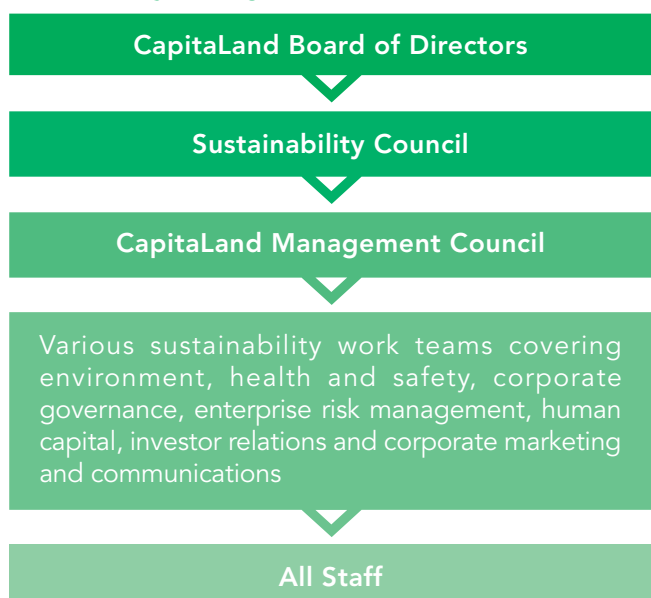 CapitaLand Board of Directors
Sustainability Council
CapitaLand Management Council
Various sustainability work teams covering
environment, health and safety, corporate
governance, enterprise risk management, human
capital, investor relations and corporate marketing
and communications
All Staff